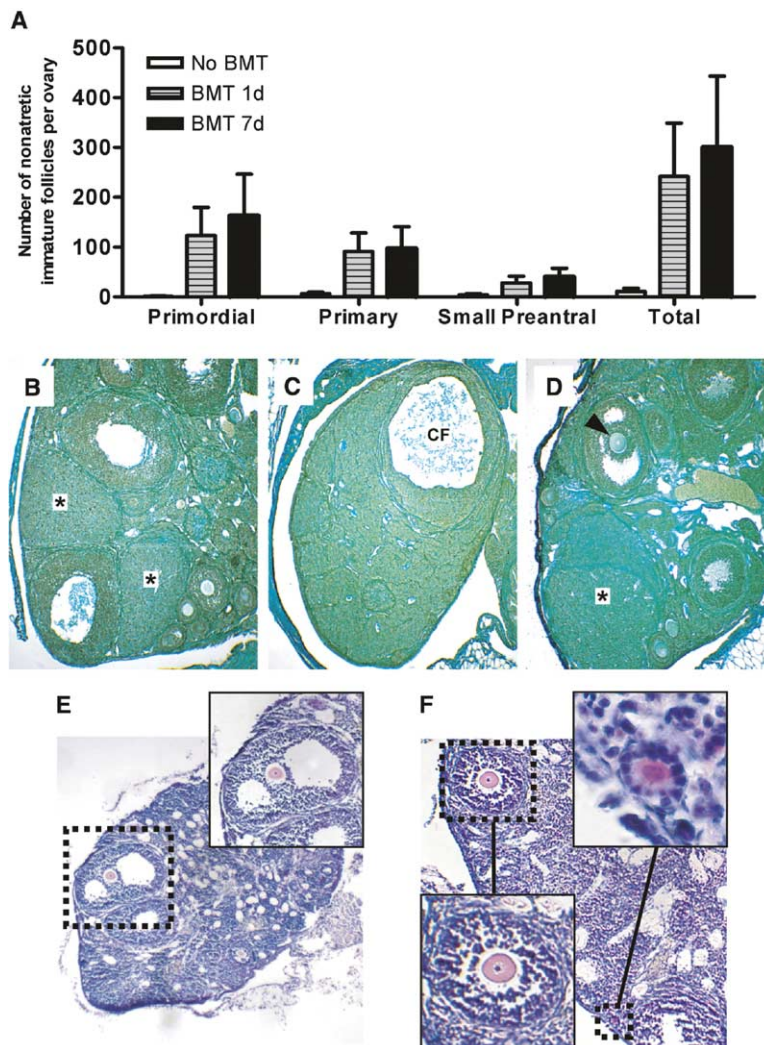 A
Number of nonatretic
immature follicles per ovary
500
400
300
200
100
0
No BMT
BMT 1d
BMT 7d
Primordial
Primary
Small Preantral
Total
B
*
*
C
CF
D
*
E
F